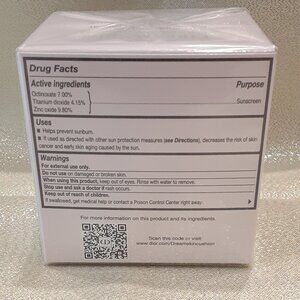 Drug Facts
Active Ingredients Purpose
Octinoxate 7.00%
Titanium dioxide 4.15% Sunscreen
Zinc oxide 9.80%
Uses
■ Helps prevent sunburn.
■ If used as directed with other sun protection measures (see Directions), decreases the risk of skin
cancer and early skin aging caused by the sun.
Warnings
For external use only.
Do not use on damaged or broken skin.
When using this product, keep out of eyes. Rinse with water to remove.
Stop use and ask a doctor if rash occurs.
Keep out of reach of children.
If swallowed, get medical help or contact a Poison Control Center right away.
For more information on this product and its ingredients.
Scan this code or visit
www.dior.com/Dreamskincushion